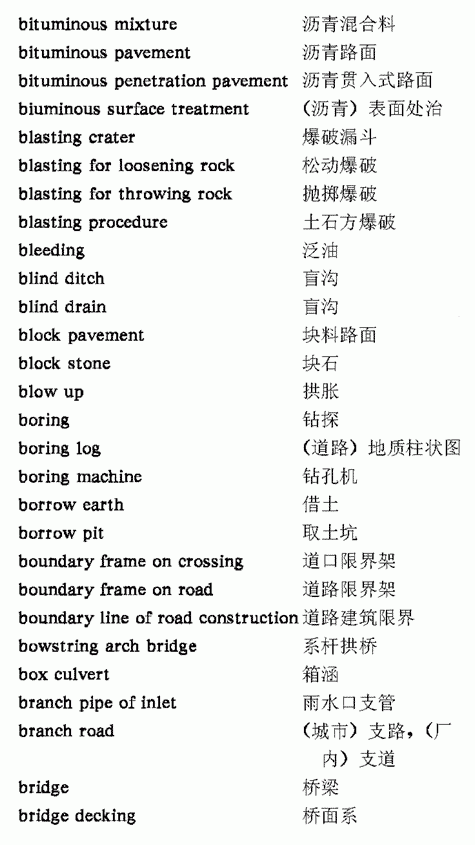 bituminous mixture 沥青混合料
bituminous pavement 沥青路面
bituminous penetration pavement 沥青贯入式路面
biuminous surface treatment (沥青) 表面处治
blasting crater 爆破漏斗
blasting for loosening rock 松动爆破
blasting for throwing rock 抛掷爆破
blasting procedure 土石方爆破
bleeding 泛油
blind ditch 盲沟
blind drain 盲沟
block pavement 块料路面
block stone 块石
blow up 拱胀
boring 钻探
boring log (道路) 地质柱状图
boring machine 钻孔机
borrow earth 借土
borrow pit 取土坑
boundary frame on crossing 道口限界架
boundary frame on road 道路限界架
boundary line of road construction 道路建筑限界
bowstring arch bridge 系杆拱桥
box culvert 箱涵
branch pipe of inlet 雨水口支管
branch road (城市) 支路，(厂
内) 支道
bridge 桥梁
bridge decking 桥面系